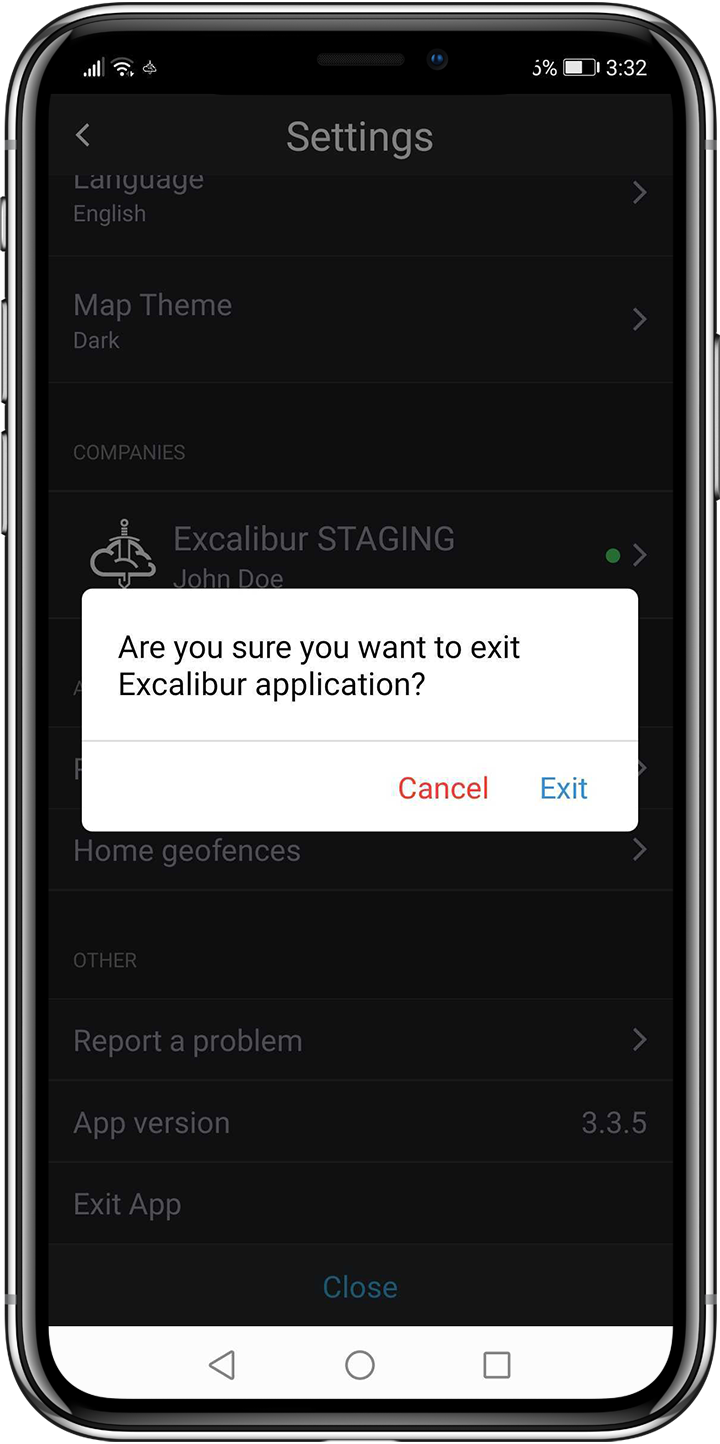 3:32
Settings
Language
English
Map Theme
Dark
COMPANIES
Excalibur STAGING
John Doe
Are you sure you want to exit
Excalibur application?
Cancel Exit
Home geofences
OTHER
Report a problem
App version 3.3.5
Exit App
Close